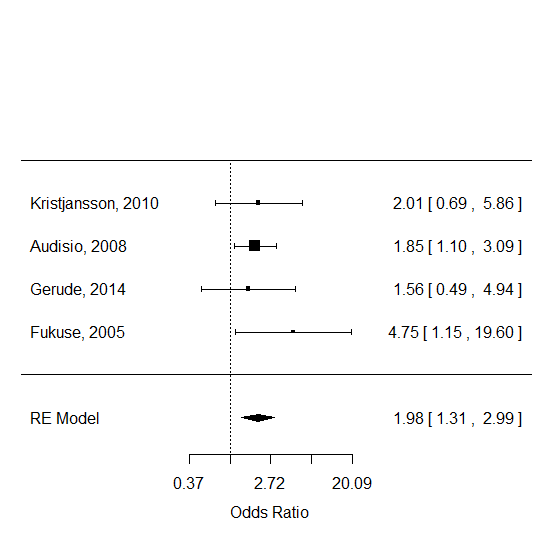 Kristjansson, 2010 2.01 [ 0.69 , 5.86 ]
Audisio, 2008 1.85 [ 1.10 , 3.09 ]
Gerude, 2014 1.56 [ 0.49 , 4.94 ]
Fukuse, 2005 4.75 [ 1.15 , 19.60 ]
RE Model 1.98 [ 1.31 , 2.99 ]
0.37 2.72 20.09
Odds Ratio